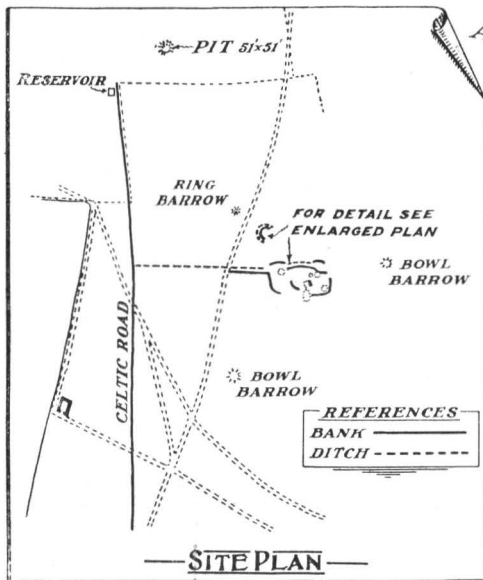 A
PIT 51'×51'
RESERVOIR
RING
BARROW
FOR DETAIL SEE
ENLARGED PLAN
BOWL
BARROW
CELTIC ROAD.
BOWL
BARROW
REFERENCES
BANK
DITCH
SITE PLAN